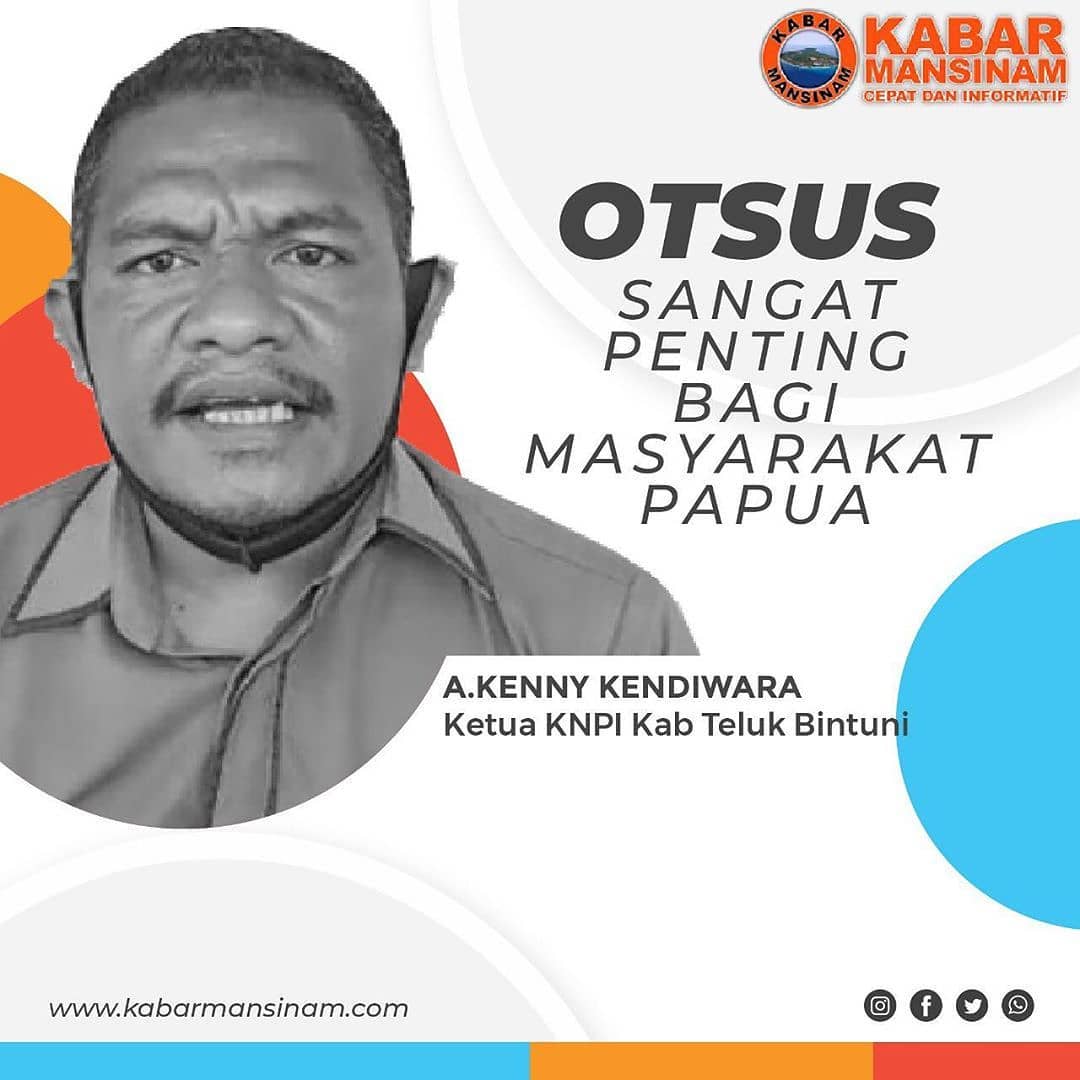 KABAR MANSINAM
KABAR
MANSINAM
CEPAT DAN INFORMATIF
OTSUS
SANGAT
PENTING
BAGI
MASYARAKAT
PAPUA
A.KENNY KENDIWARA
Ketua KNPI Kab Teluk Bintuni
www.kabarmansinam.com